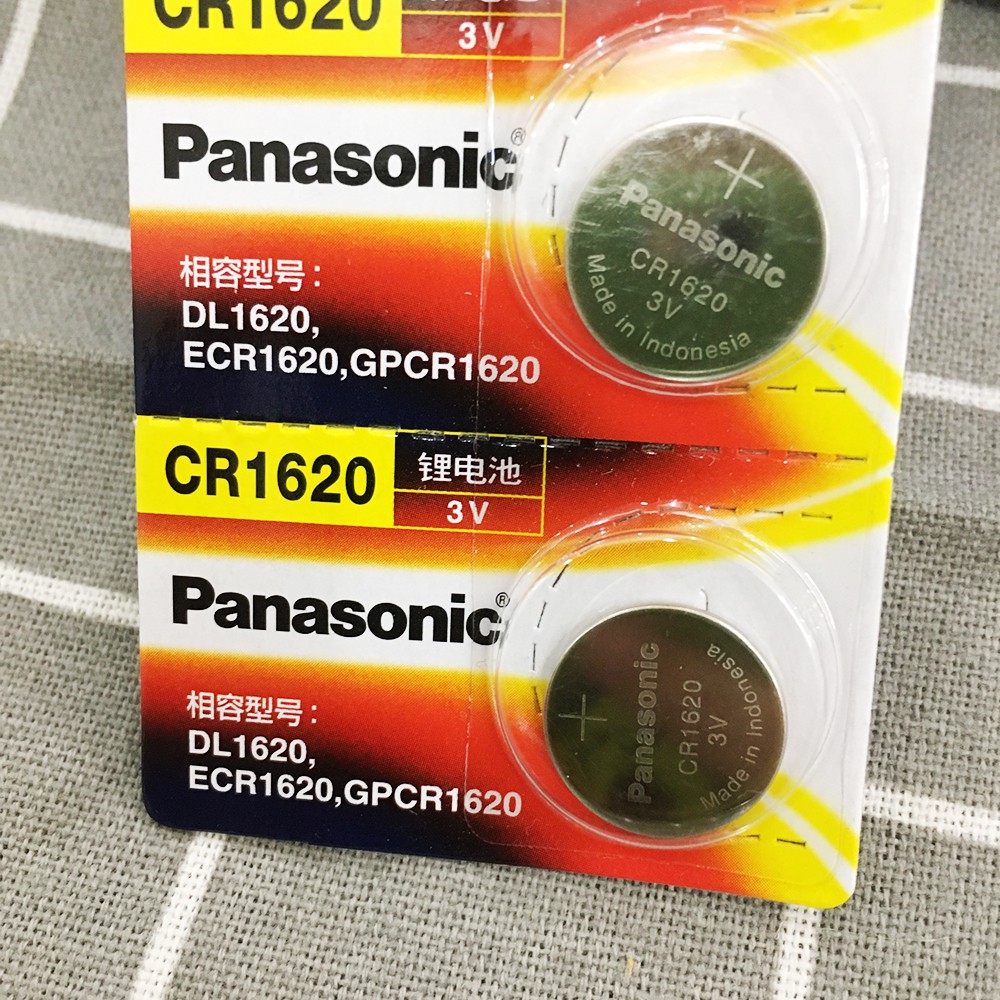 CR1620
3V
Panasonic®
相容型号:
DL1620,
ECR1620,GPCR1620
+
Panasonic
CR1620
3V
Made in Indonesia
CR1620
锂电池
3V
Panasonic®
相容型号:
DL1620,
ECR1620,GPCR1620
+
Panasonic
CR1620
3V
Made in Indonesia